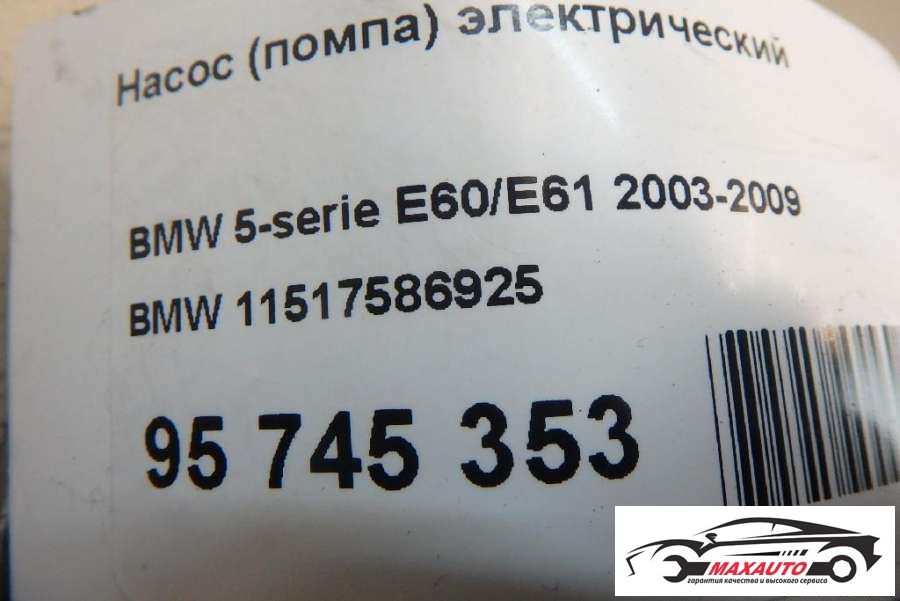 Насос (помпа) электрический
BMW 5-serie E60/E61 2003-2009
BMW 11517586925
95 745 353
MAXAUTO
гарантия качества и высокого сервиса